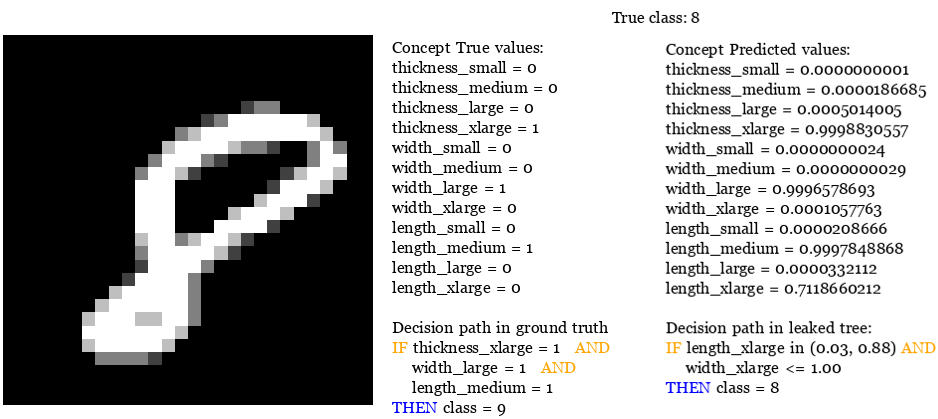 True class: 8
Concept True values:
thickness_small = 0
thickness_medium = 0
thickness_large = 0
thickness_xlarge = 1
width_small = 0
width_medium = 0
width_large = 1
width_xlarge = 0
length_small = 0
length_medium = 1
length_large = 0
length_xlarge = 0
Decision path in ground truth
IF thickness_xlarge = 1 AND
width_large = 1 AND
length_medium = 1
THEN class = 9
Concept Predicted values:
thickness_small = 0.0000000001
thickness_medium = 0.0000186685
thickness_large = 0.0005014005
thickness_xlarge = 0.9998830557
width_small = 0.0000000024
width_medium = 0.0000000029
width_large = 0.9996578693
width_xlarge = 0.0001057763
length_small = 0.0000208666
length_medium = 0.9997848868
length_large = 0.0000332112
length_xlarge = 0.7118660212
Decision path in leaked tree:
IF length_xlarge in (0.03, 0.88) AND
width_xlarge <= 1.00
THEN class = 8